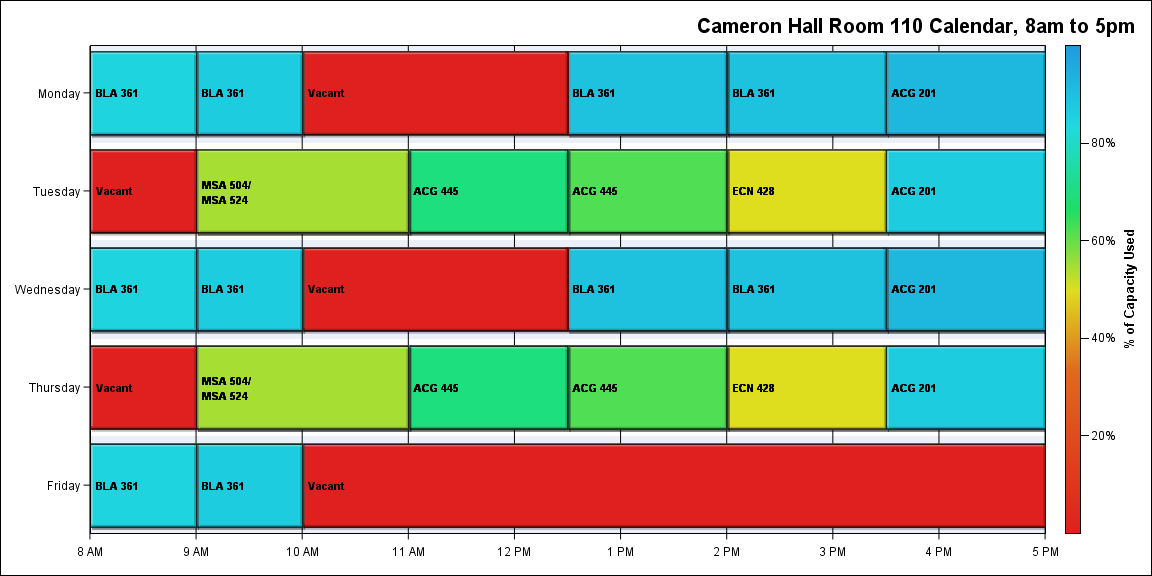 Cameron Hall Room 110 Calendar, 8am to 5pm
Monday
BLA 361
BLA 361
Vacant
BLA 361
BLA 361
ACG 201
Tuesday
Vacant
MSA 504/
MSA 524
ACG 445
ACG 445
ECN 428
ACG 201
Wednesday
BLA 361
BLA 361
Vacant
BLA 361
BLA 361
ACG 201
Thursday
Vacant
MSA 504/
MSA 524
ACG 445
ACG 445
ECN 428
ACG 201
Friday
BLA 361
BLA 361
Vacant
8 AM
9 AM
10 AM
11 AM
12 PM
1 PM
2 PM
3 PM
4 PM
5 PM
80%
60%
40%
20%
% of Capacity Used